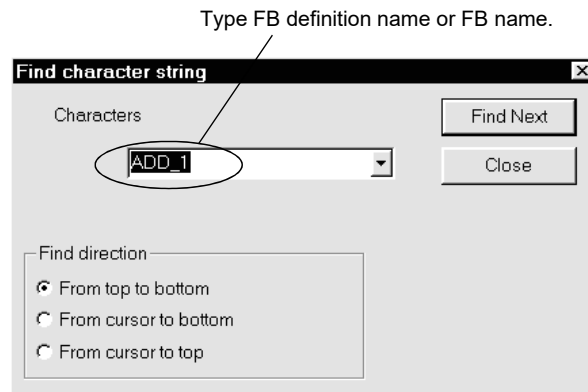 Type FB definition name or FB name.
Find character string
Characters
Find Next
ADD_1
Close
Find direction
From top to bottom
From cursor to bottom
From cursor to top